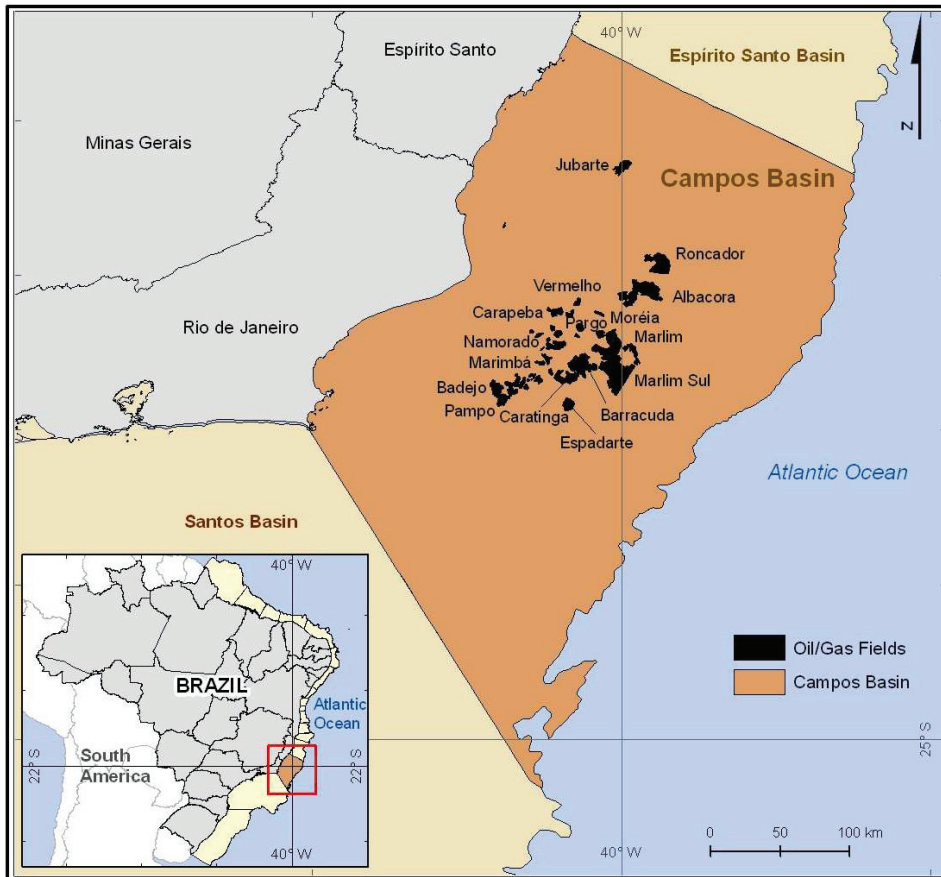 40° W
Espírito Santo
Espírito Santo Basin
Minas Gerais
N
Jubarte
Campos Basin
Roncador
Vermelho
Albacora
Carapeba
Pargo
Moréia
Rio de Janeiro
Namorado
Marlim
Marimbá
Badejo
Marlim Sul
Pampo
Caratinga
Barracuda
Espadarte
Atlantic Ocean
Santos Basin
40° W
BRAZIL
Atlantic
Ocean
South
America
22° S
22° S
40° W
Oil/Gas Fields
Campos Basin
25° S
0 50 100 km
40° W